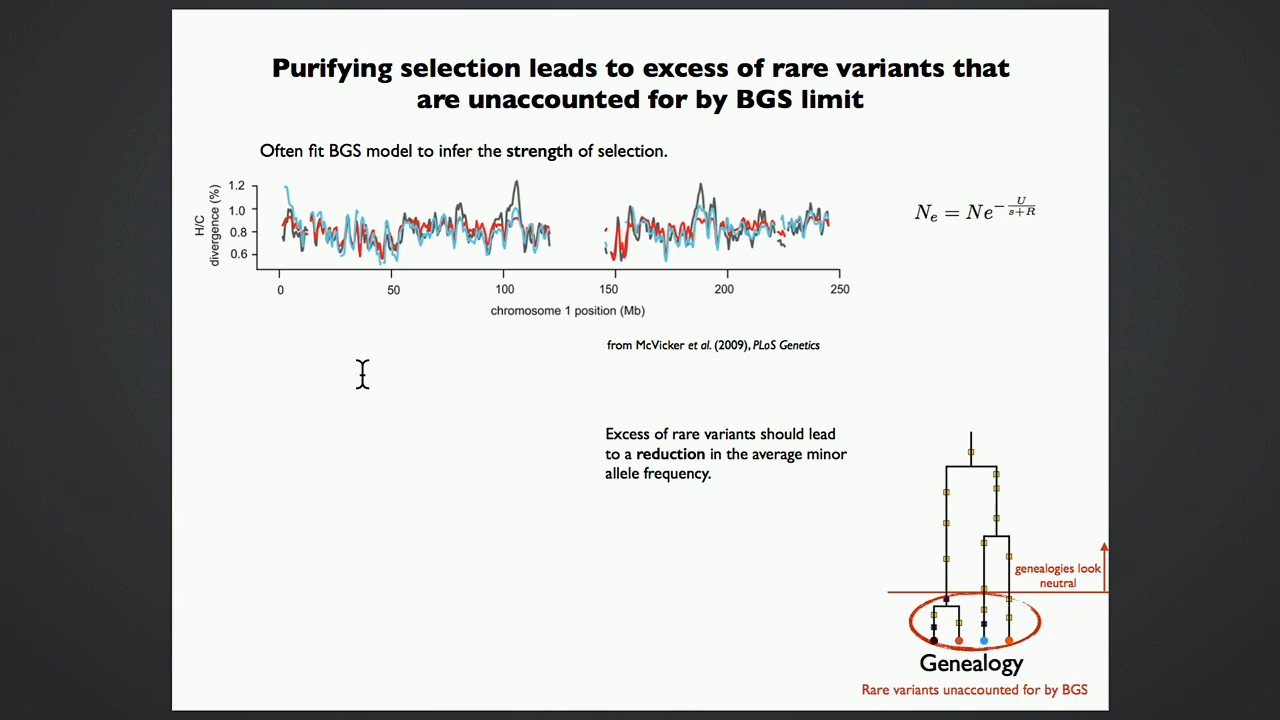 Purifying selection leads to excess of rare variants that
are unaccounted for by BGS limit
Often fit BGS model to infer the strength of selection.
H/C
divergence (%)
1.2
1.0
0.8
0.6
0 50 100 150 200 250
chromosome 1 position (Mb)
from McVicker et al. (2009), PLoS Genetics
N_e = Ne^{-\frac{U}{s+R}}
Excess of rare variants should lead
to a reduction in the average minor
allele frequency.
genealogies look
neutral
Genealogy
Rare variants unaccounted for by BGS